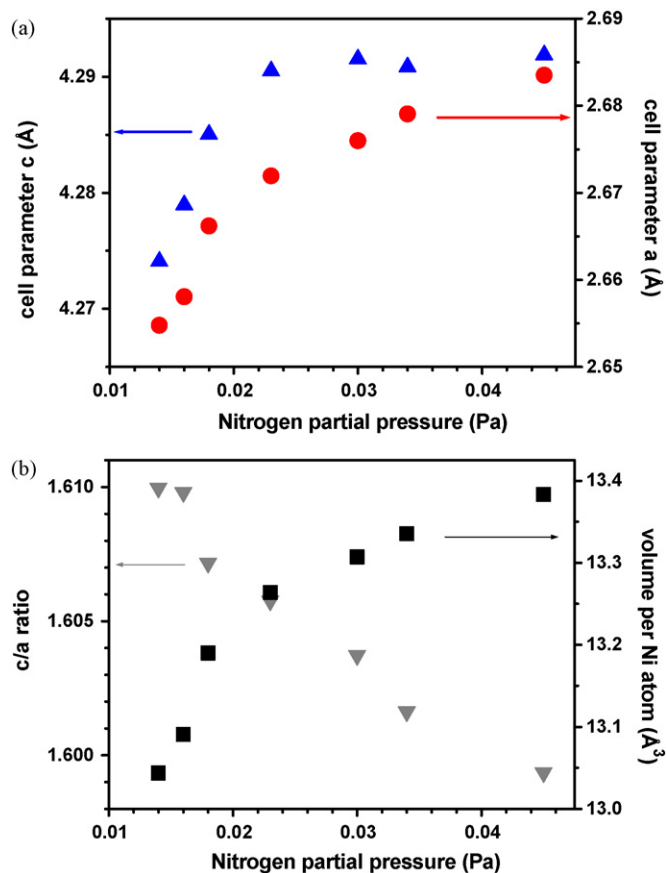 (a)
cell parameter c (Å)
4.29
4.28
4.27
2.69
2.68
2.67
2.66
2.65
cell parameter a (Å)
0.01 0.02 0.03 0.04
Nitrogen partial pressure (Pa)
(b)
c/a ratio
1.610
1.605
1.600
13.4
13.3
13.2
13.1
13.0
volume per Ni atom (Å³)
0.01 0.02 0.03 0.04
Nitrogen partial pressure (Pa)